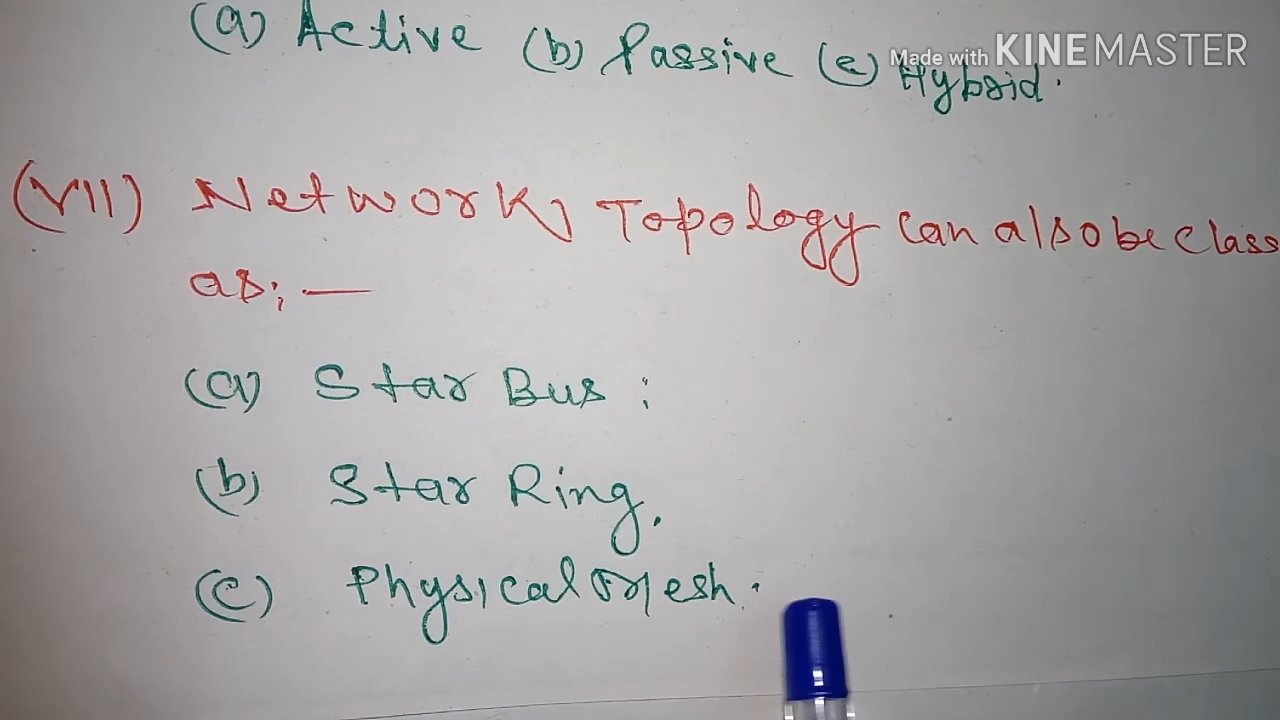 (a) Active (b) Passive (c) Hybrid.
Made with KINEMASTER
(VII) Network Topology can also be class
as; —
(a) Star Bus :
(b) Star Ring.
(c) Physical Mesh.